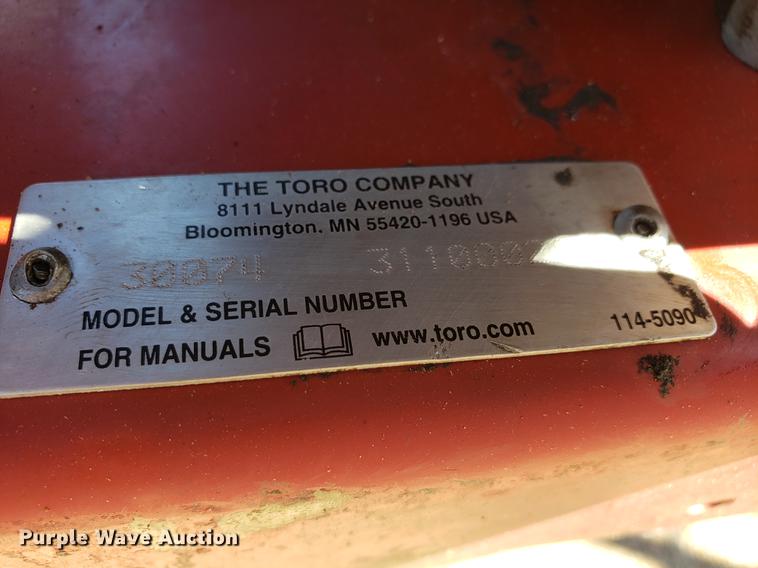 THE TORO COMPANY
8111 Lyndale Avenue South
Bloomington, MN 55420-1196 USA
30074
MODEL & SERIAL NUMBER
114-5090
FOR MANUALS www.toro.com
Purple Wave Auction